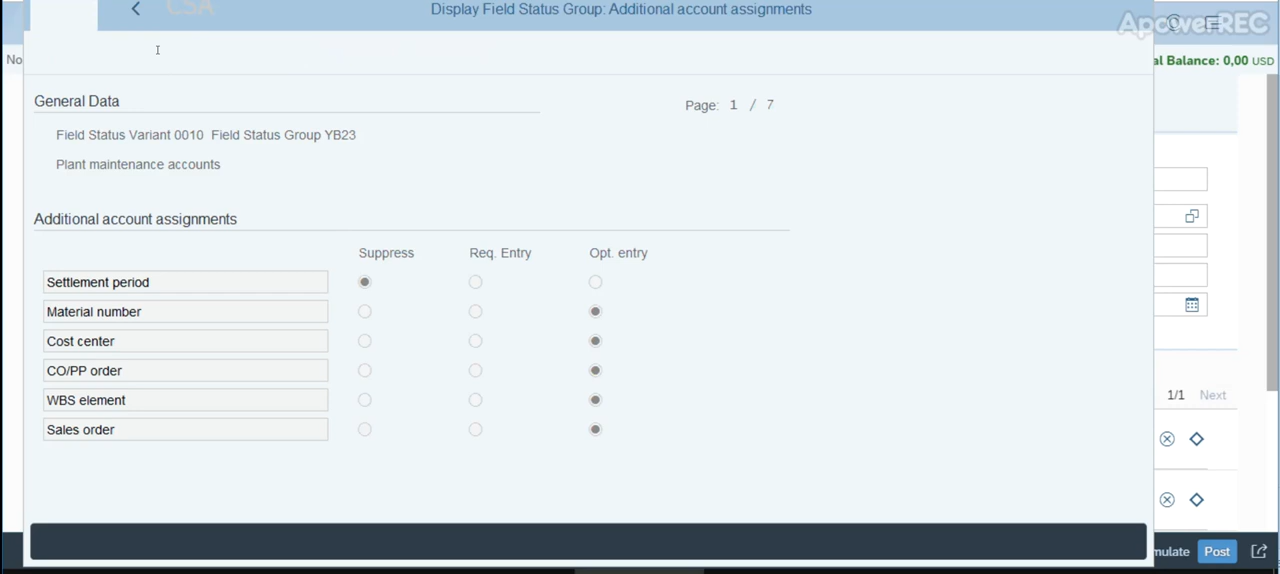 CSA
Display Field Status Group: Additional account assignments
ApowerREC
No
al Balance: 0,00 USD
General Data
Page: 1 / 7
Field Status Variant 0010 Field Status Group YB23
Plant maintenance accounts
Additional account assignments
Suppress Req. Entry Opt. entry
Settlement period
Material number
Cost center
CO/PP order
WBS element
Sales order
1/1 Next
mulate Post